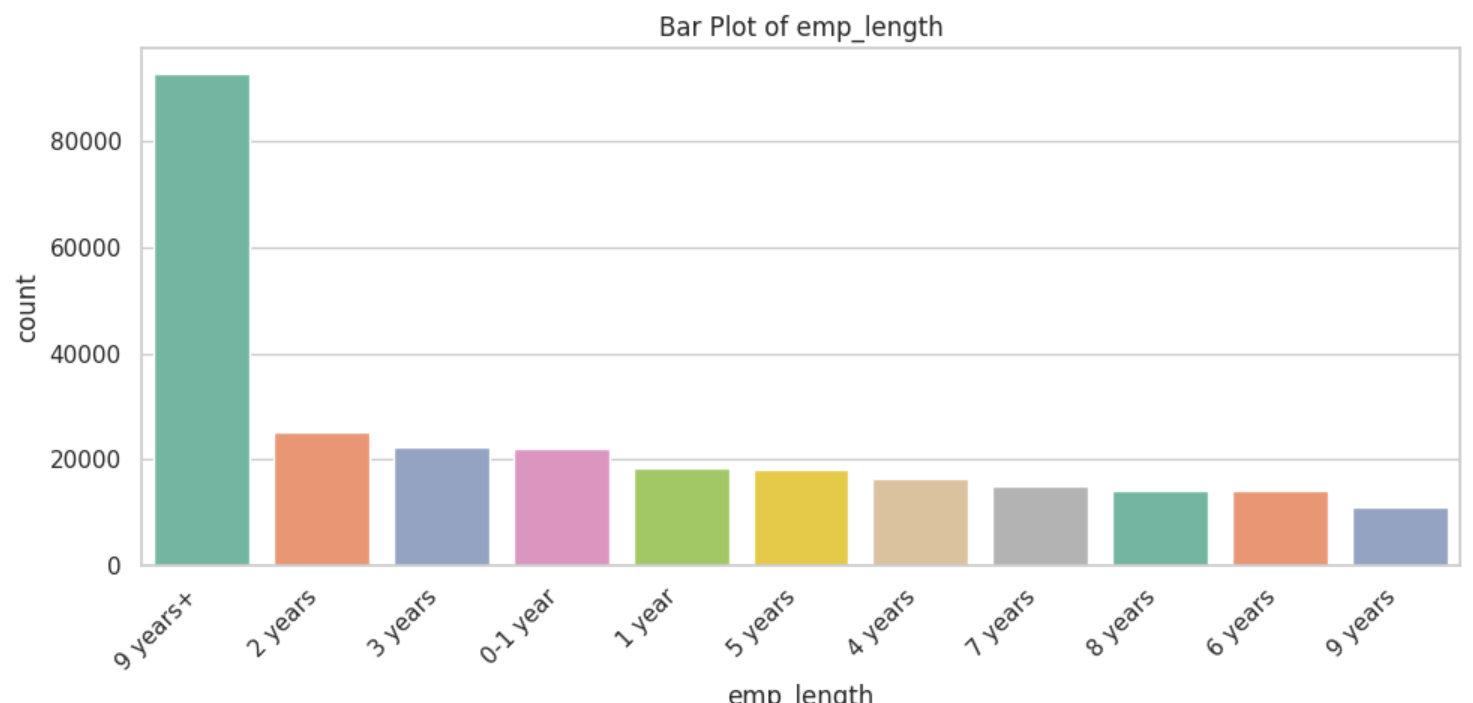 Bar Plot of emp_length
80000
60000
40000
20000
0
count
9 years+
2 years
3 years
0-1 year
1 year
5 years
4 years
7 years
8 years
6 years
9 years
emp_length